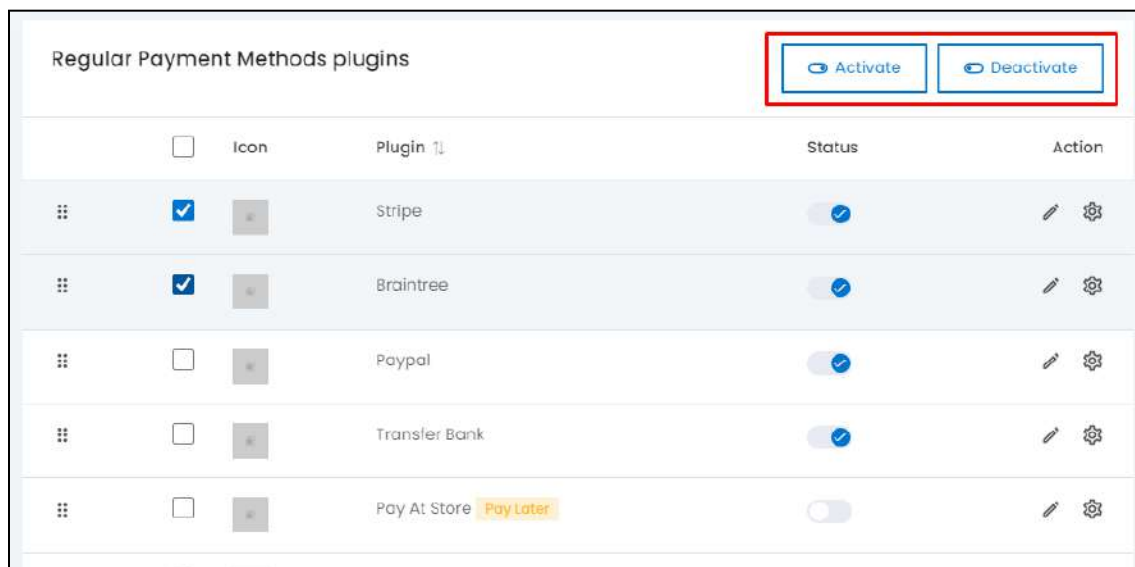 Regular Payment Methods plugins
Activate
Deactivate
Icon Plugin Status Action
Stripe
Braintree
Paypal
Transfer Bank
Pay At Store Pay Later